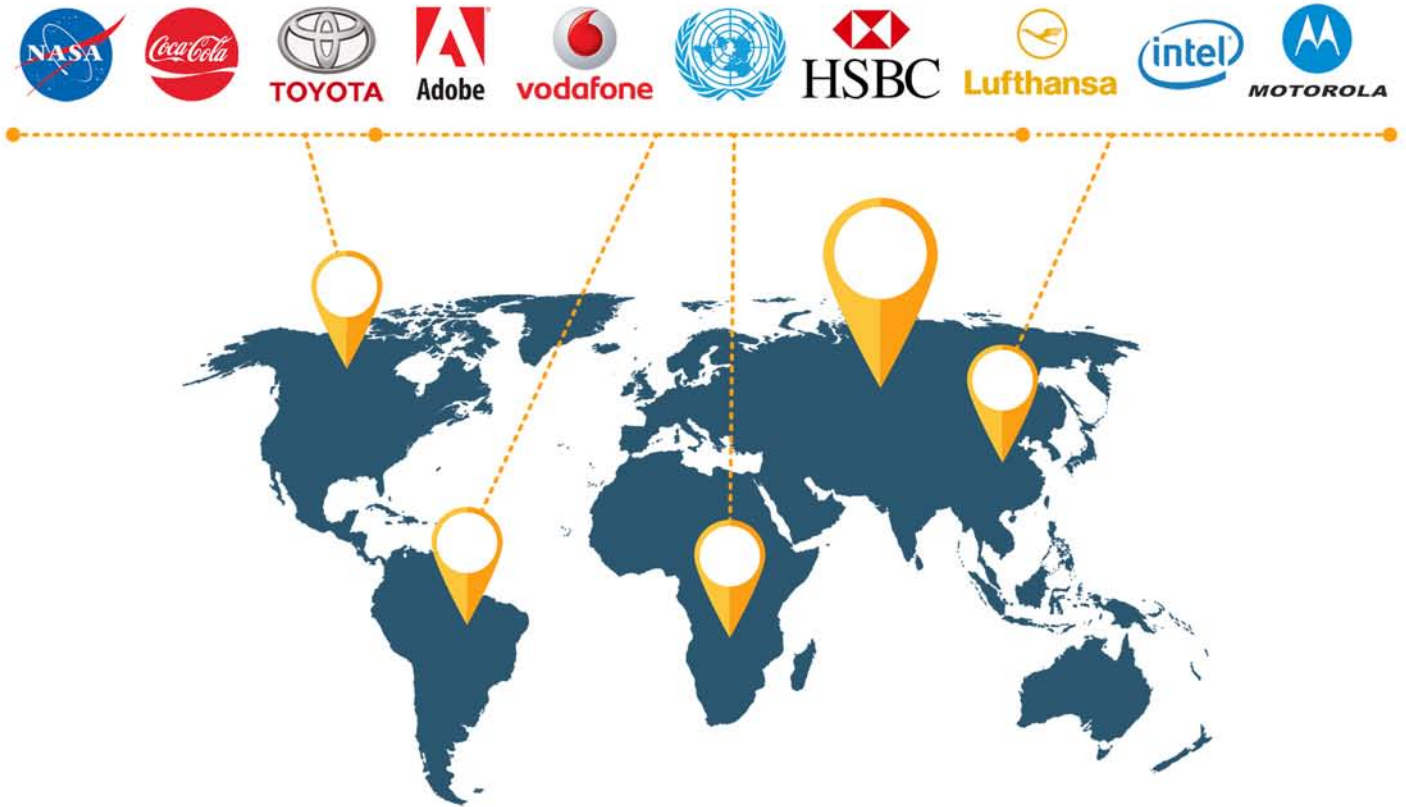 NASA
Coca-Cola
TOYOTA
Adobe
vodafone
HSBC
Lufthansa
intel
MOTOROLA